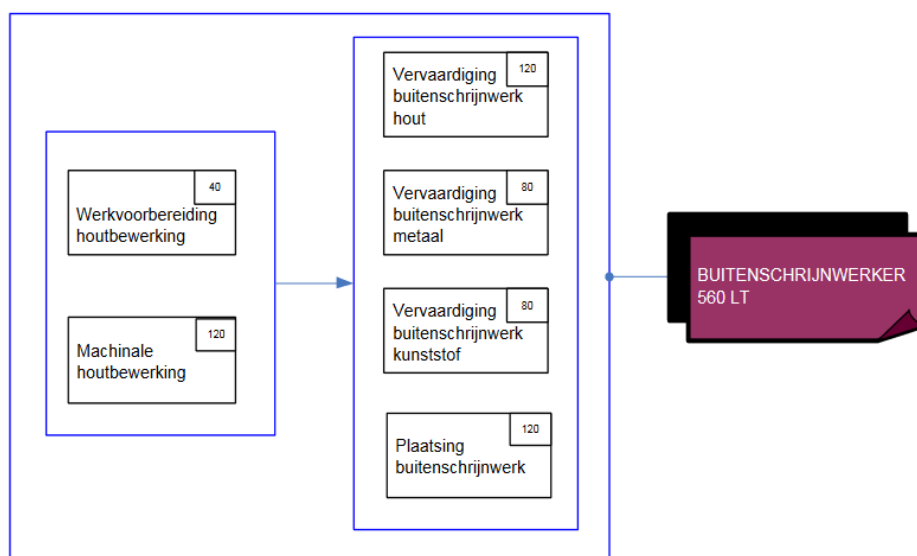 40
Werkvoorbereiding
houtbewerking
120
Machinale
houtbewerking
120
Vervaardiging
buitenschrijnwerk
hout
80
Vervaardiging
buitenschrijnwerk
metaal
80
Vervaardiging
buitenschrijnwerk
kunststof
120
Plaatsing
buitenschrijnwerk
BUITENSCHRIJNWERKER
560 LT